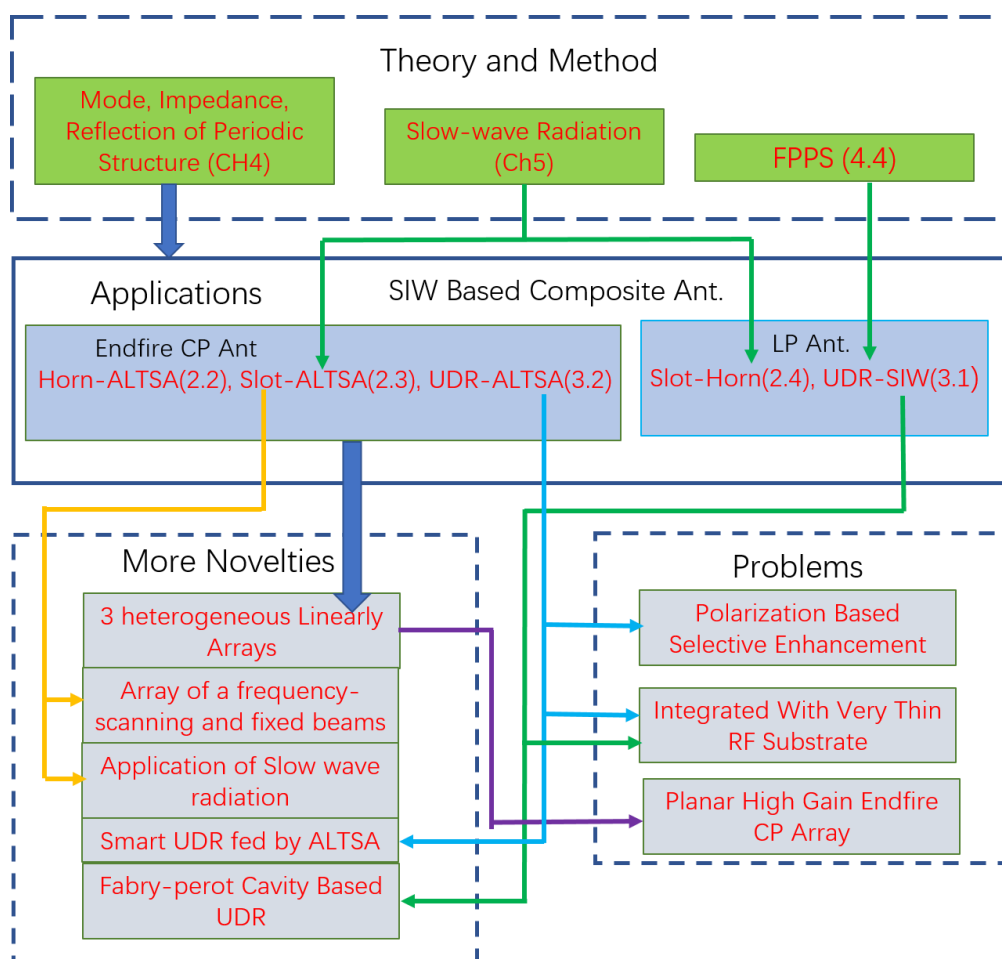 Theory and Method
Mode, Impedance,
Reflection of Periodic
Structure (CH4)
Slow-wave Radiation
(Ch5)
FPPS (4.4)
Applications
SIW Based Composite Ant.
Endfire CP Ant
Horn-ALTSA(2.2), Slot-ALTSA(2.3), UDR-ALTSA(3.2)
LP Ant.
Slot-Horn(2.4), UDR-SIW(3.1)
More Novelties
3 heterogeneous Linearly
Arrays
Array of a frequency-
scanning and fixed beams
Application of Slow wave
radiation
Smart UDR fed by ALTSA
Fabry-perot Cavity Based
UDR
Problems
Polarization Based
Selective Enhancement
Integrated With Very Thin
RF Substrate
Planar High Gain Endfire
CP Array